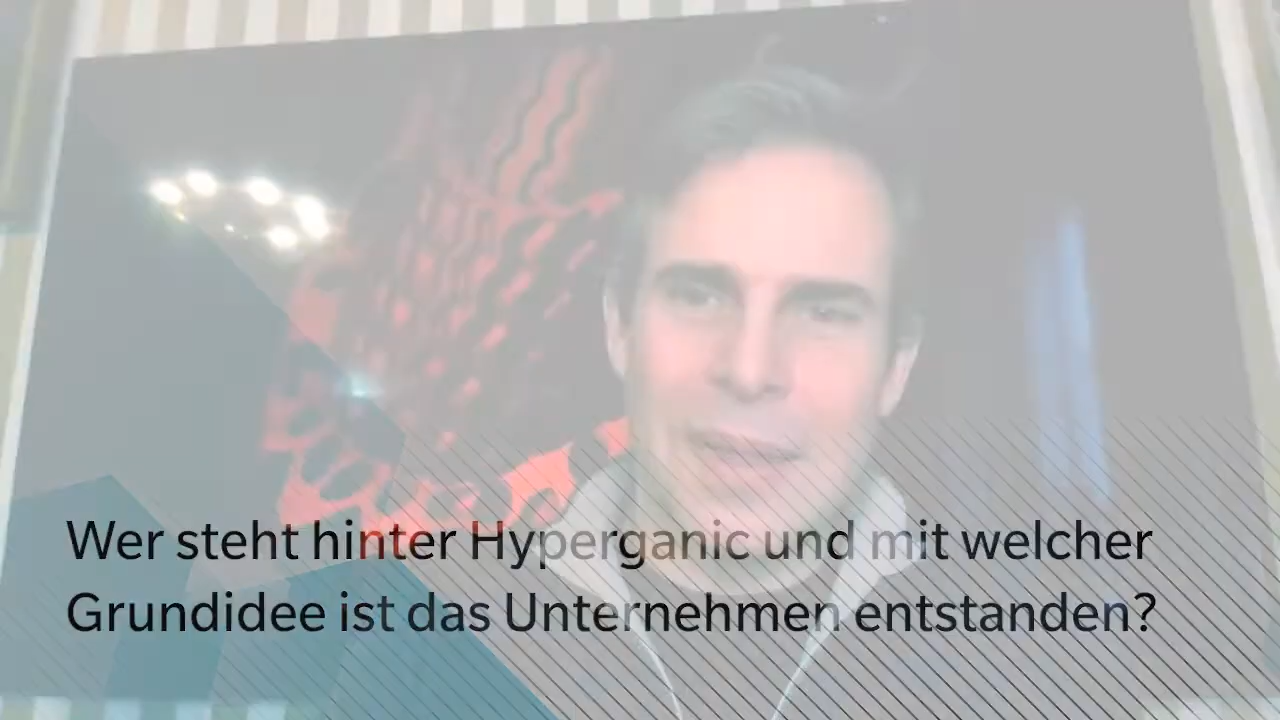 Wer steht hinter Hyperganic und mit welcher
Grundidee ist das Unternehmen entstanden?